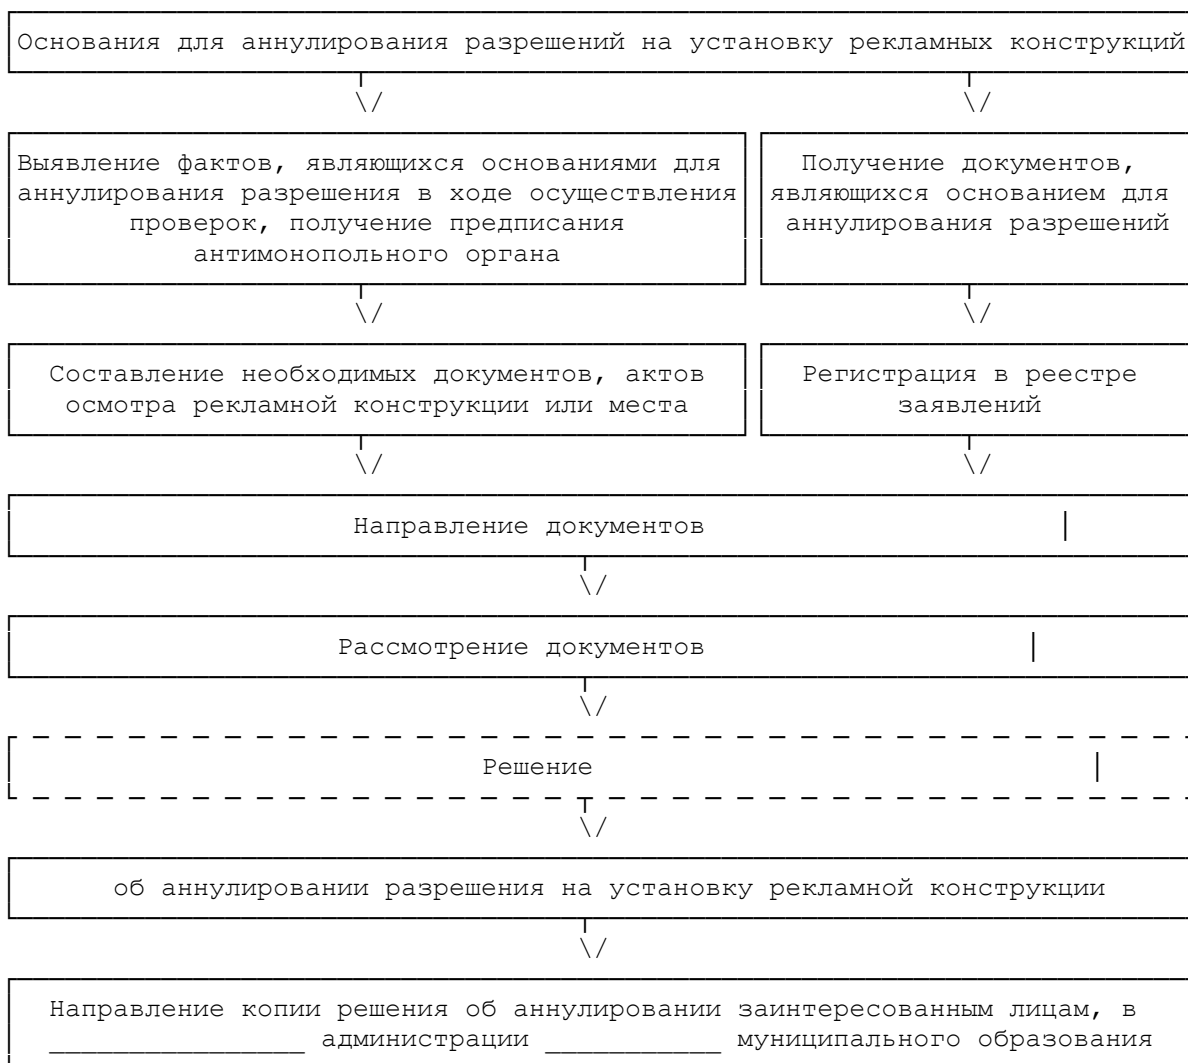 Основания для аннулирования разрешений на установку рекламных конструкций
Выявление фактов, являющихся основаниями для
аннулирования разрешения в ходе осуществления
проверок, получение предписания
антимонопольного органа
Получение документов,
являющихся основанием для
аннулирования разрешений
Составление необходимых документов, актов
осмотра рекламной конструкции или места
Регистрация в реестре
заявлений
Направление документов
Рассмотрение документов
Решение
об аннулировании разрешения на установку рекламной конструкции
Направление копии решения об аннулировании заинтересованным лицам, в
________________ администрации ___________ муниципального образования